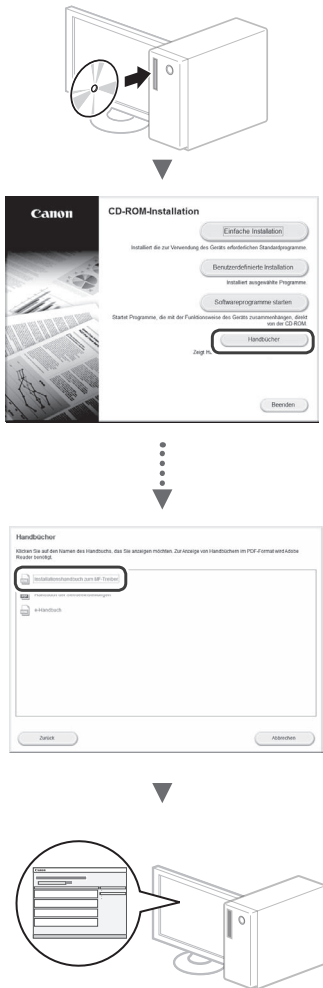 Canon
CD-ROM-Installation
Einfache Installation
Installiert die zur Verwendung des Geräts erforderlichen Standardprogramme.
Benutzerdefinierte Installation
Installiert ausgewählte Programme.
Softwareprogramme starten
Startet Programme, die mit der Funktionsweise des Geräts zusammenhängen, direkt
von der CD-ROM
Handbücher
Zeigt
Beenden
Handbücher
Klicken Sie auf den Namen des Handbuchs, das Sie anzeigen möchten. Zur Anzeige von Handbüchern im PDF-Format wird Adobe
Reader benötigt.
Installationshandbuch zum MF-Treiber
e-Handbuch
Zurück
Abbrechen
Canon